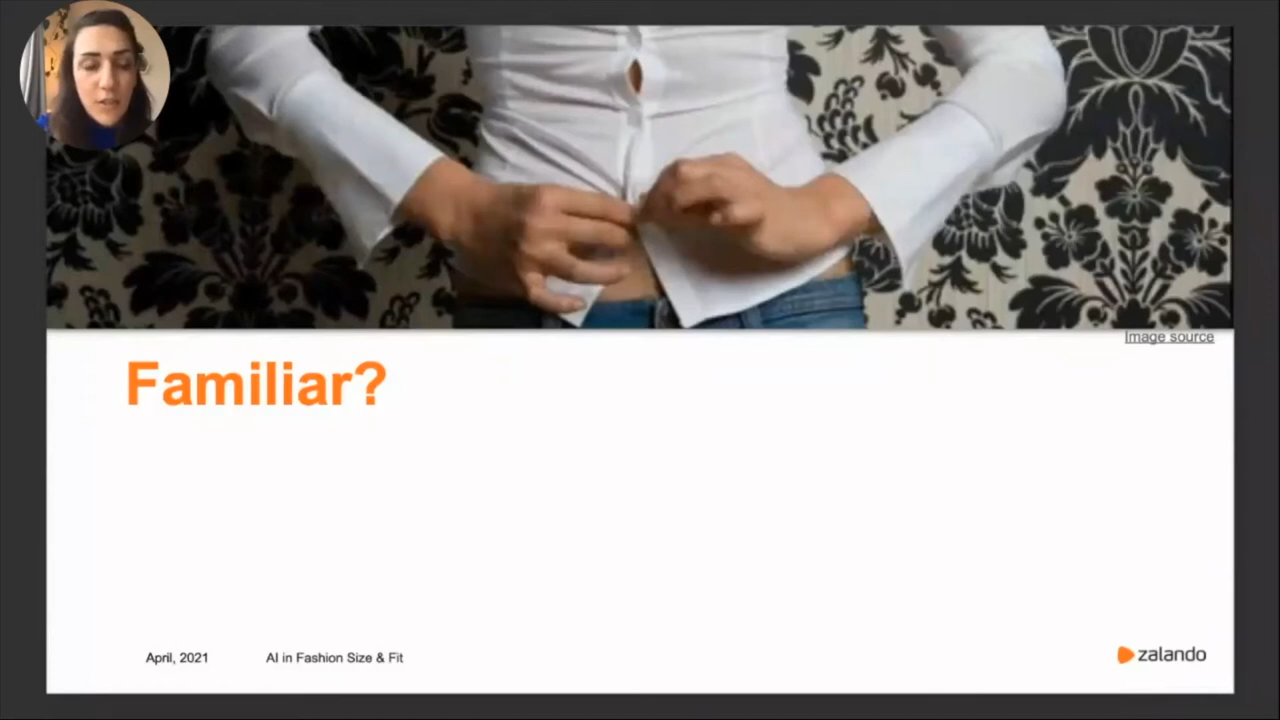 Image source
Familiar?
April, 2021
AI in Fashion Size & Fit
zalando